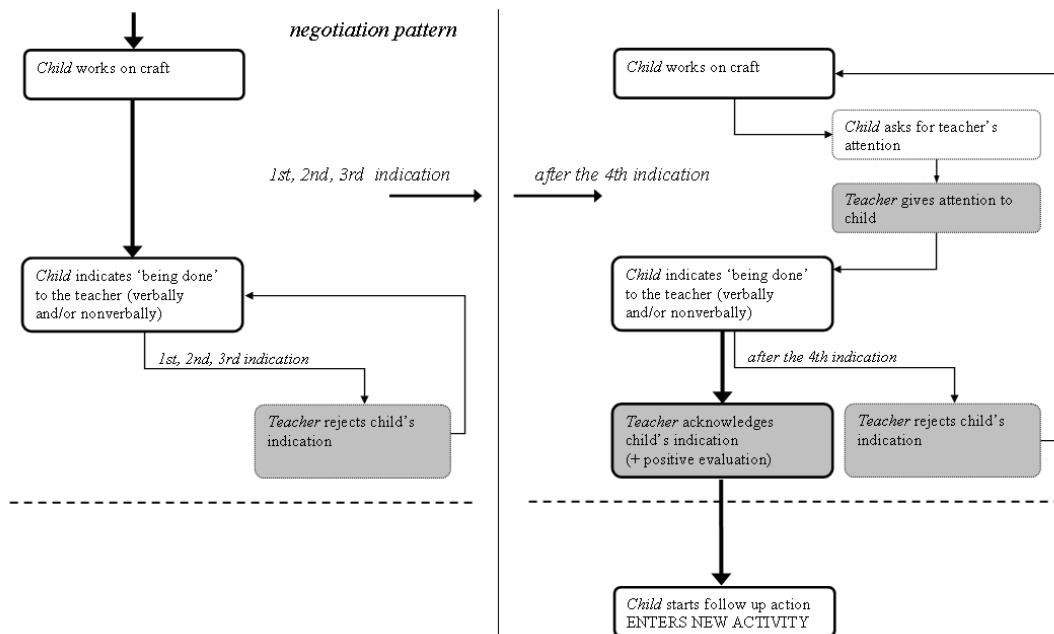 negotiation pattern
Child works on craft
1st, 2nd, 3rd  indication
Child indicates ‘being done’
to the teacher (verbally
and/or nonverbally)
1st, 2nd, 3rd indication
Teacher rejects child’s
indication
Child works on craft
Child asks for teacher’s
attention
after the 4th indication
Teacher gives attention to
child
Child indicates ‘being done’
to the teacher (verbally
and/or nonverbally)
after the 4th indication
Teacher acknowledges
child’s indication
(+ positive evaluation)
Teacher rejects child’s
indication
Child starts follow up action
ENTERS NEW ACTIVITY